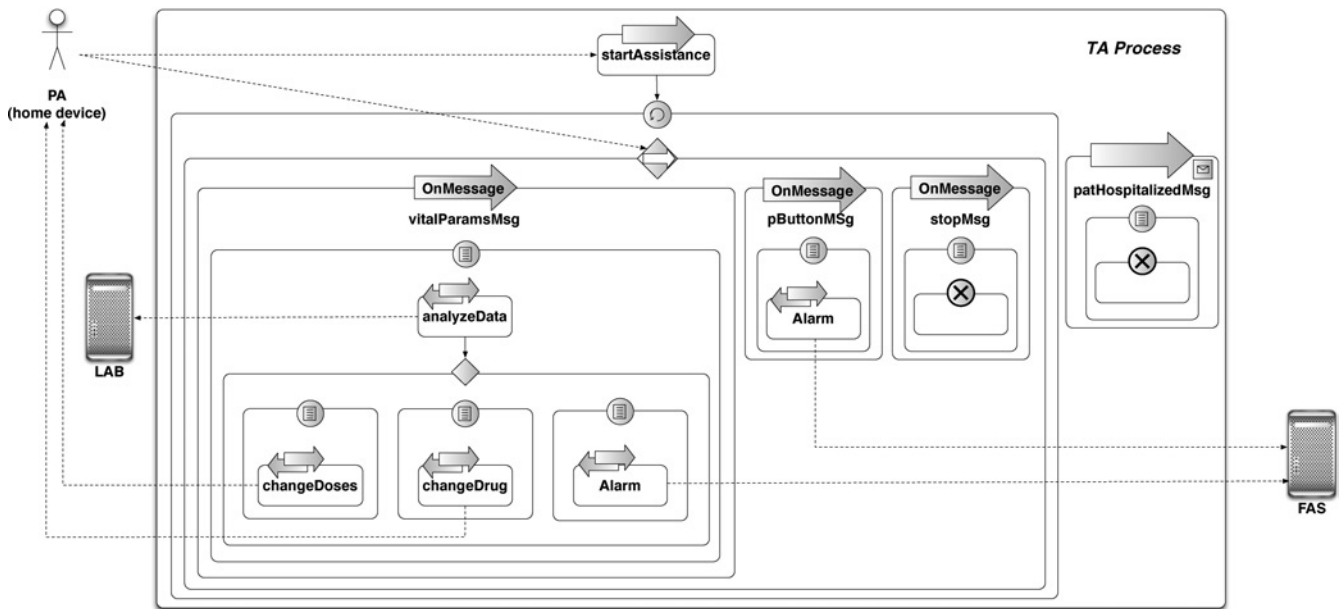 TA Process
startAssistance
PA
(home device)
OnMessage
vitalParamsMsg
OnMessage
pButtonMSg
OnMessage
stopMsg
patHospitalizedMsg
analyzeData
Alarm
LAB
changeDoses
changeDrug
Alarm
FAS